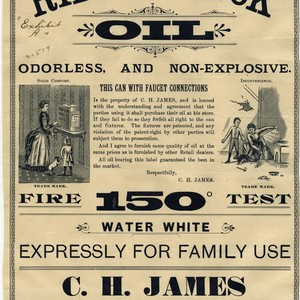 "Exhibit
A"
OIL
ODORLESS, AND NON-EXPLOSIVE.
SOLID COMFORT.
INCONVENIENCE.
THIS CAN WITH FAUCET CONNECTIONS
Is the property of C. H. JAMES, and is loaned
with the understanding and agreement that the
parties using it shall purchase their oil at his store.
If they fail to do so they forfeit all right to the can
and fixtures. The fixtures are patented, and any
violation of the patent-right by other parties will
subject them to prosecution.
And I agree to furnish same quality of oil at the
same prices as is furnished by other Retail dealers.
All oil bearing this label guaranteed the best in
the market.
Respectfully,
C. H. JAMES.
TRADE MARK.
TRADE MARK.
FIRE 150° TEST
WATER WHITE
EXPRESSLY FOR FAMILY USE
C. H. JAMES